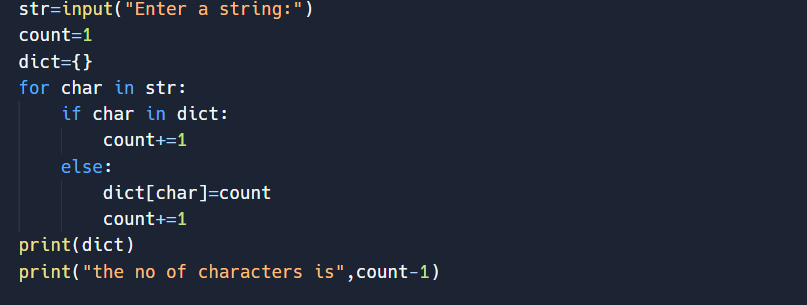 str=input("Enter a string:")
count=1
dict={}
for char in str:
    if char in dict:
        count+=1
    else:
        dict[char]=count
        count+=1
print(dict)
print("the no of characters is",count-1)